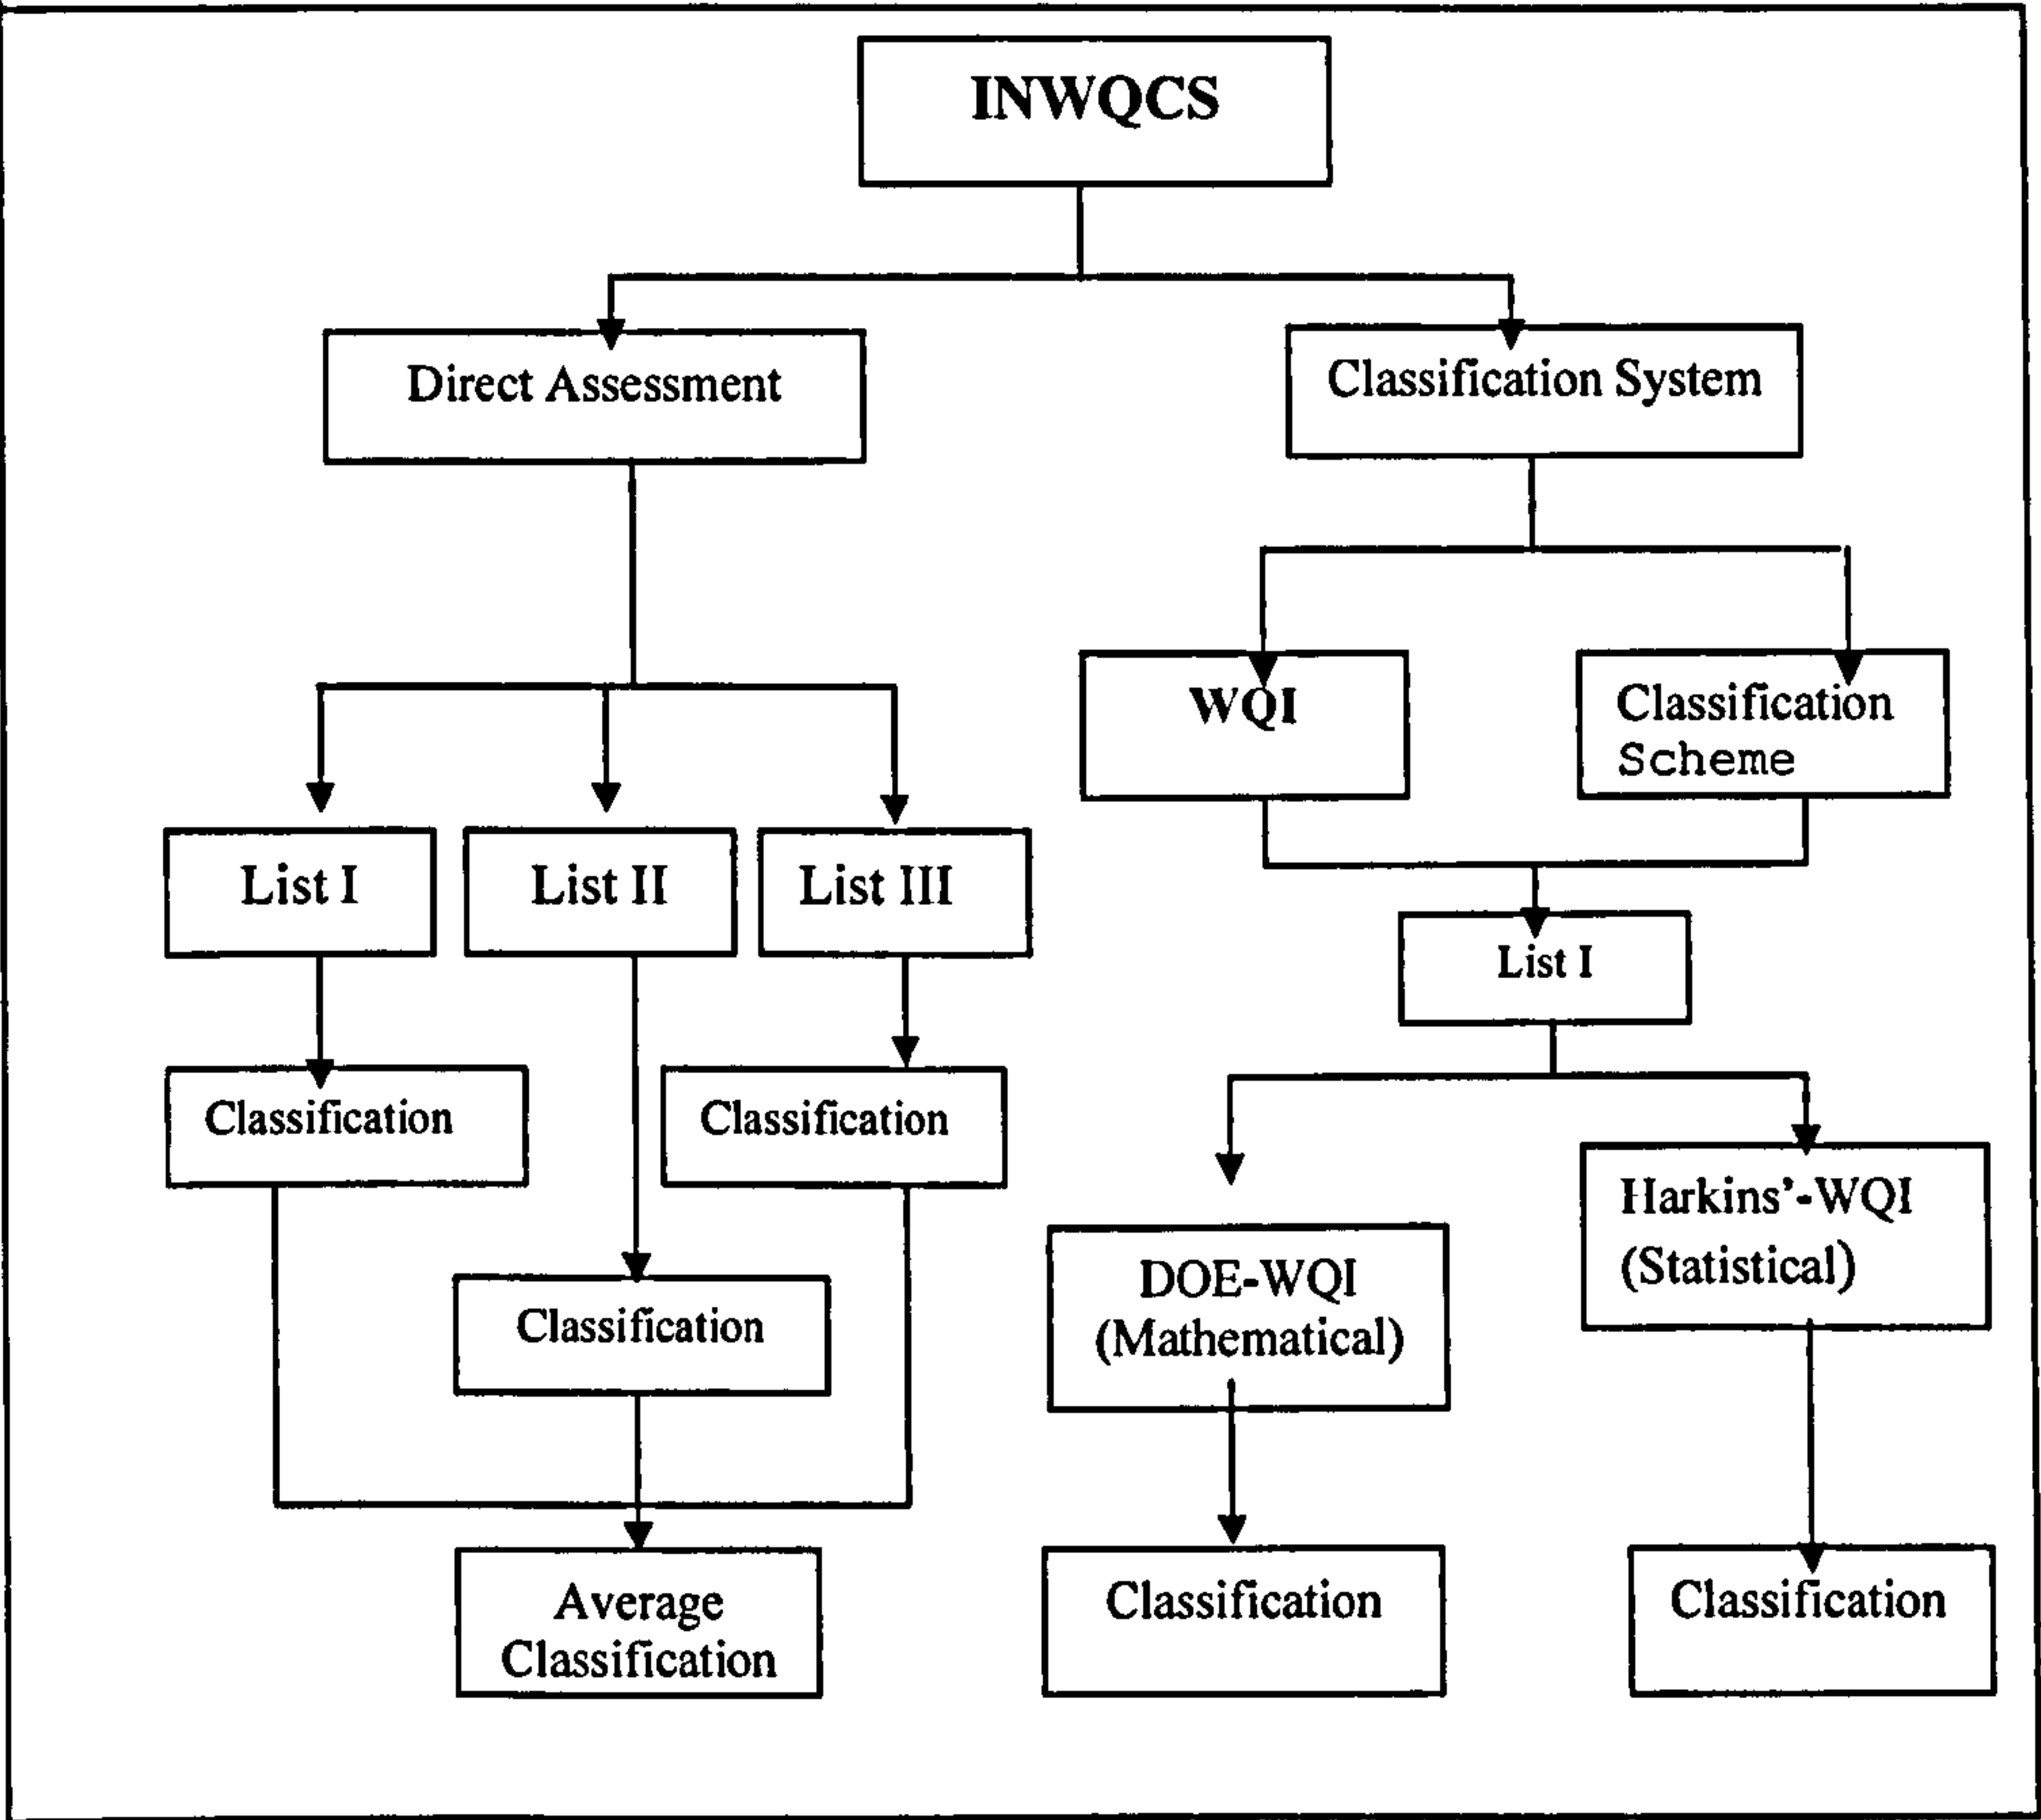 INWQCS
Direct Assessment
Classification System
WQI
Classification
Scheme
List I
List II
List III
List I
Classification
Classification
Harkins'-WQI
(Statistical)
DOE-WQI
(Mathematical)
Classification
Average
Classification
Classification
Classification